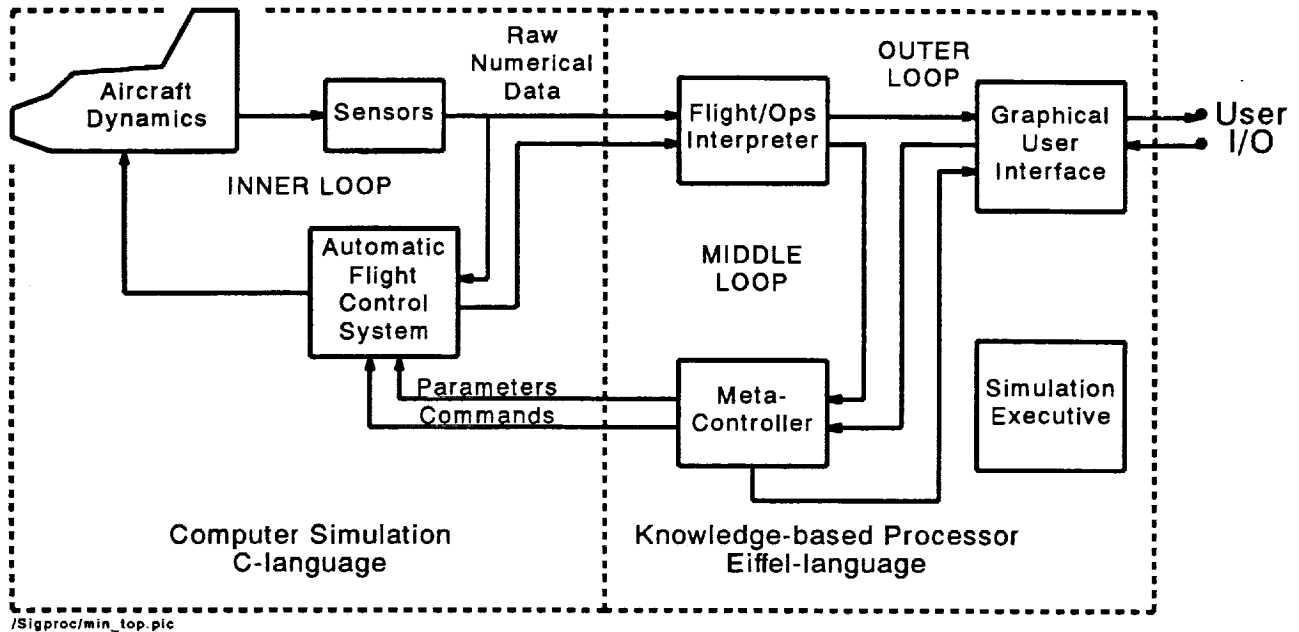 Raw
Numerical
Data
OUTER
LOOP
Aircraft
Dynamics
Sensors
Flight/Ops
Interpreter
Graphical
User
Interface
User
I/O
INNER LOOP
Automatic
Flight
Control
System
MIDDLE
LOOP
Parameters
Commands
Meta-
Controller
Simulation
Executive
Computer Simulation
C-language
Knowledge-based Processor
Eiffel-language
/Sigproc/min_top.pic